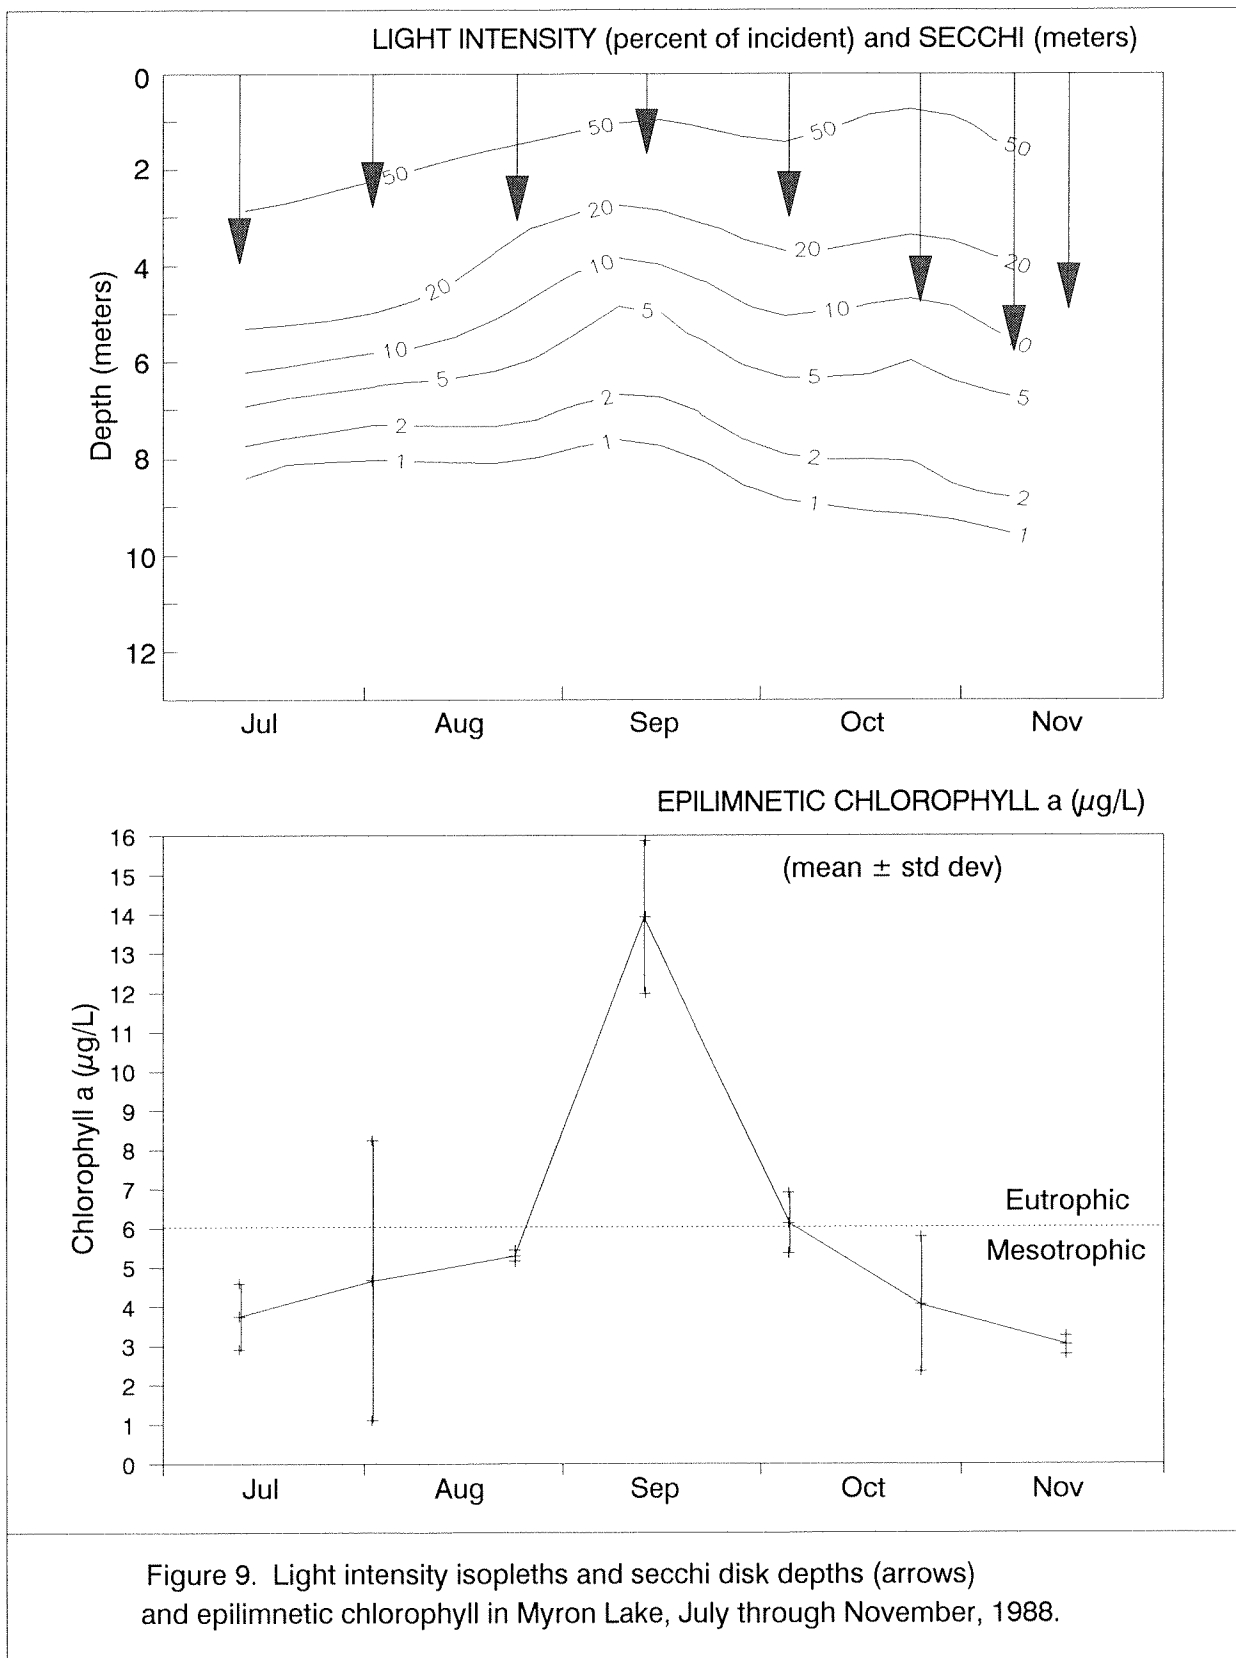 LIGHT INTENSITY (percent of incident) and SECCHI (meters)
0
2
4
6
8
10
12
Depth (meters)
50
50
50
50
20
20
20
20
10
10
10
10
5
5
5
5
2
2
2
2
1
1
1
1
Jul
Aug
Sep
Oct
Nov
EPILIMNETIC CHLOROPHYLL a (µg/L)
(mean ± std dev)
16
15
14
13
12
11
10
9
8
7
6
5
4
3
2
1
0
Chlorophyll a (µg/L)
Eutrophic
Mesotrophic
Jul
Aug
Sep
Oct
Nov
Figure 9. Light intensity isopleths and secchi disk depths (arrows)
and epilimnetic chlorophyll in Myron Lake, July through November, 1988.